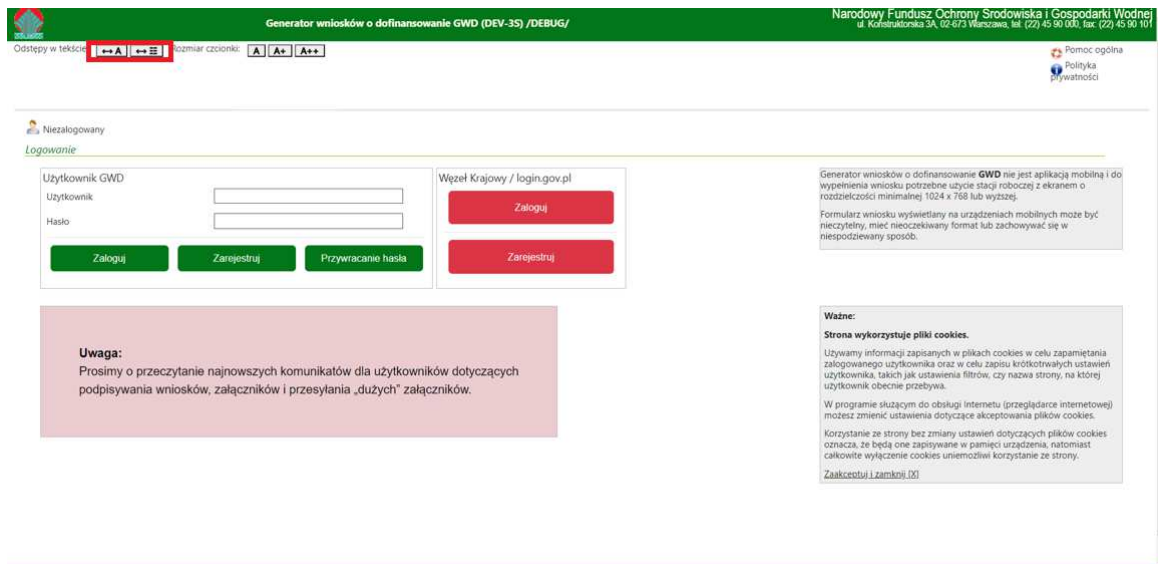 Generator wniosków o dofinansowanie GWD (DEV-3S) /DEBUG/
Narodowy Fundusz Ochrony Środowiska i Gospodarki Wodnej
ul. Konstruktorska 3A, 02-673 Warszawa, tel: (22) 45 90 000, fax: (22) 45 90 101
Odstępy w tekście A Rozmiar czcionki: A A+ A++
Pomoc ogólna
Polityka
prywatności
Niezalogowany
Logowanie
Użytkownik GWD
Użytkownik
Hasło
Zaloguj Zarejestruj Przywracanie hasła
Węzeł Krajowy / login.gov.pl
Zaloguj
Zarejestruj
Generator wniosków o dofinansowanie GWD nie jest aplikacją mobilną i do
wypełnienia wniosku potrzebne użycie stacji roboczej z ekranem o
rozdzielczości minimalnej 1024 x 768 lub wyższej.
Formularz wniosku wyświetlany na urządzeniach mobilnych może być
nieczytelny, mieć nieoczekiwany format lub zachowywać się w
niespodziewany sposób.
Uwaga:
Prosimy o przeczytanie najnowszych komunikatów dla użytkowników dotyczących
podpisywania wniosków, załączników i przesyłania „dużych” załączników.
Ważne:
Strona wykorzystuje pliki cookies.
Używamy informacji zapisanych w plikach cookies w celu zapamiętania
zalogowanego użytkownika oraz w celu zapisu krótkotrwałych ustawień
użytkownika, takich jak ustawienia filtrów, czy nazwa strony, na której
użytkownik obecnie przebywa.
W programie służącym do obsługi Internetu (przeglądarce internetowej)
możesz zmienić ustawienia dotyczące akceptowania plików cookies.
Korzystanie ze strony bez zmiany ustawień dotyczących plików cookies
oznacza, że będą one zapisywane w pamięci urządzenia, natomiast
całkowite wyłączenie cookies uniemożliwi korzystanie ze strony.
Zaakceptuj i zamknij [X]